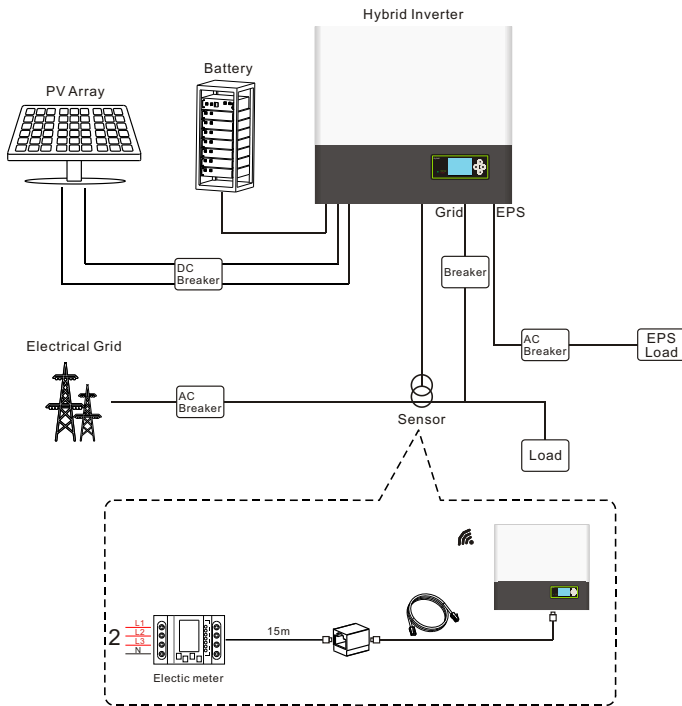 Hybrid Inverter
Battery
PV Array
Grid
EPS
DC
Breaker
Breaker
AC
Breaker
EPS
Load
Electrical Grid
AC
Breaker
Sensor
Load
L1
L2
L3
N
2
15m
Electic meter